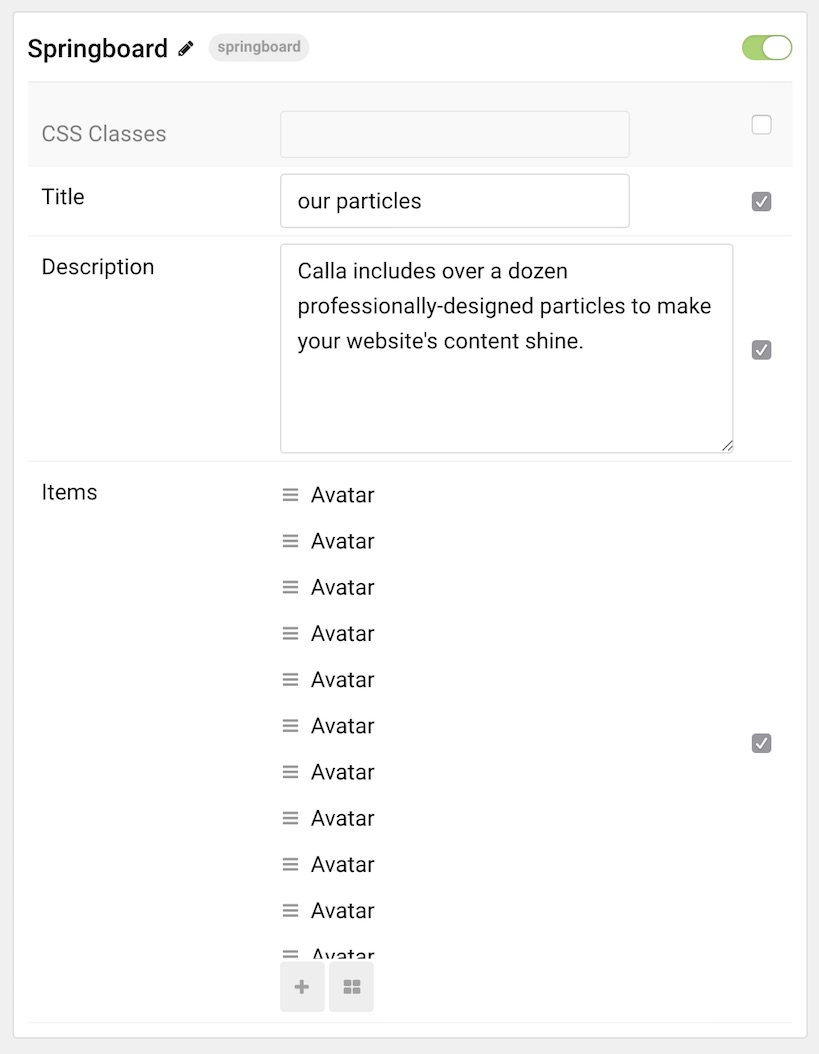 Springboard springboard
CSS Classes
Title our particles
Description Calla includes over a dozen
professionally-designed particles to make
your website's content shine.
Items Avatar
Avatar
Avatar
Avatar
Avatar
Avatar
Avatar
Avatar
Avatar
Avatar
Avatar